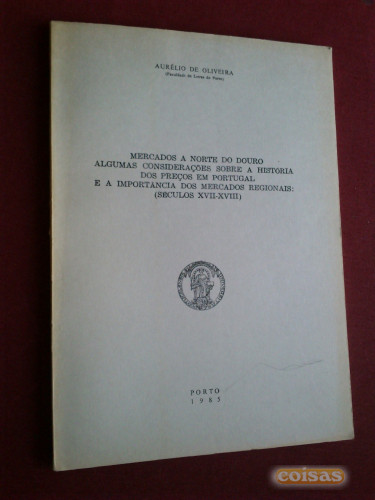 AURÉLIO DE OLIVEIRA
(Faculdade de Letras do Porto)
MERCADOS A NORTE DO DOURO
ALGUMAS CONSIDERAÇÕES SOBRE A HISTÓRIA
DOS PREÇOS EM PORTUGAL
E A IMPORTANCIA DOS MERCADOS REGIONAIS:
(SÉCULOS XVII-XVIII)
PORTO
1985
coisas